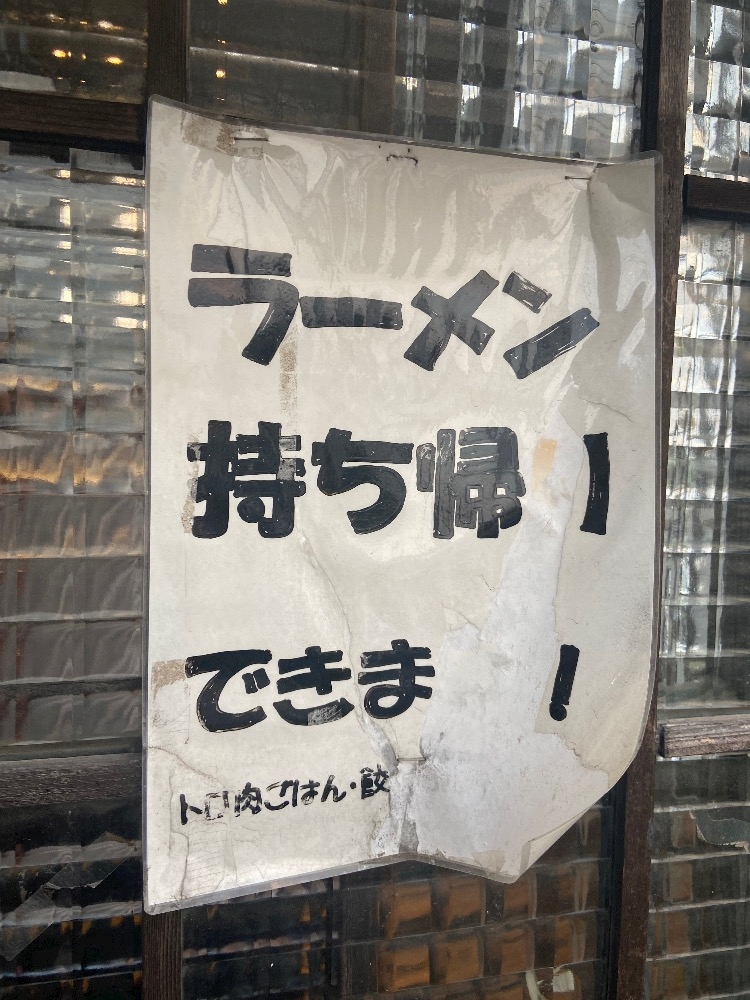 ラーメン
持ち帰り
できま !
トロ肉ごはん・餃